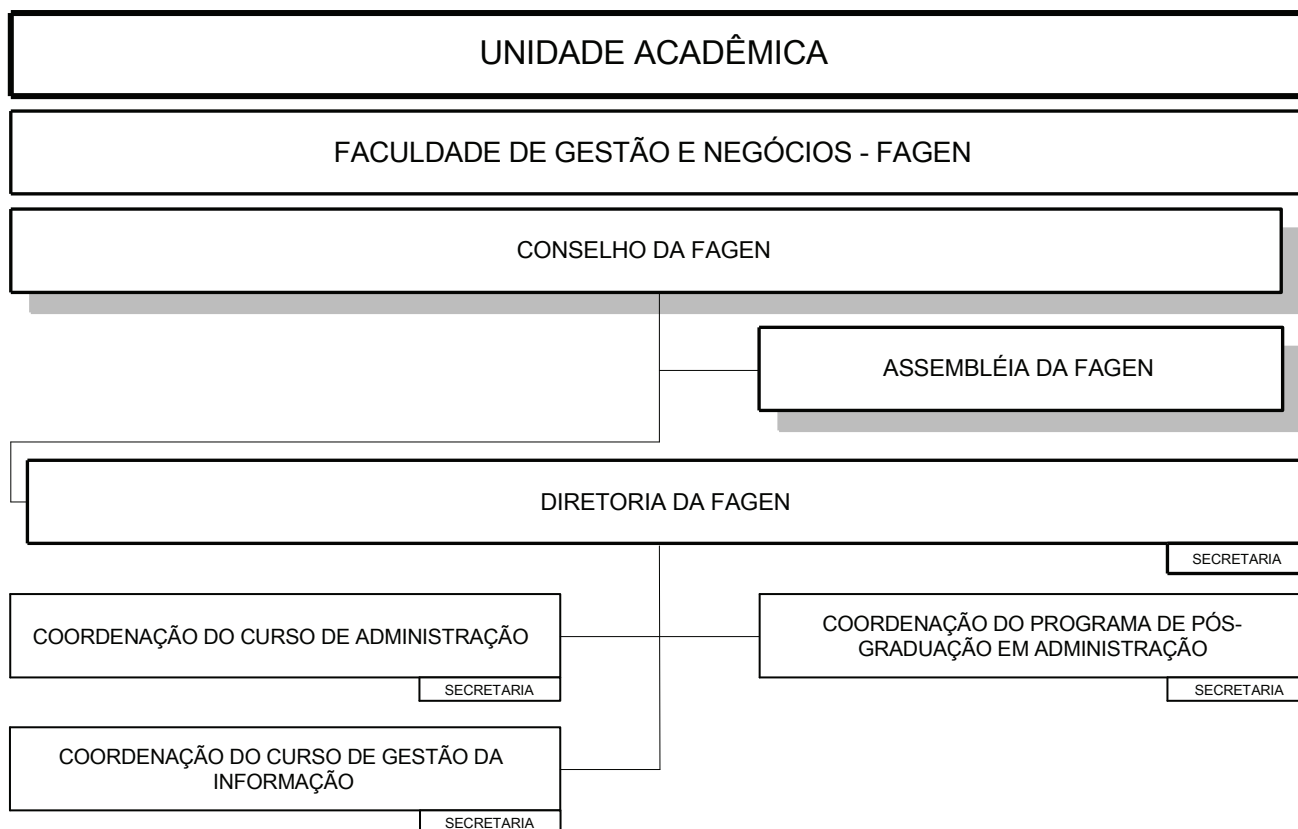 UNIDADE ACADÊMICA
FACULDADE DE GESTÃO E NEGÓCIOS - FAGEN
CONSELHO DA FAGEN
ASSEMBLÉIA DA FAGEN
DIRETORIA DA FAGEN
SECRETARIA
COORDENAÇÃO DO CURSO DE ADMINISTRAÇÃO
SECRETARIA
COORDENAÇÃO DO PROGRAMA DE PÓS-
GRADUAÇÃO EM ADMINISTRAÇÃO
SECRETARIA
COORDENAÇÃO DO CURSO DE GESTÃO DA
INFORMAÇÃO
SECRETARIA